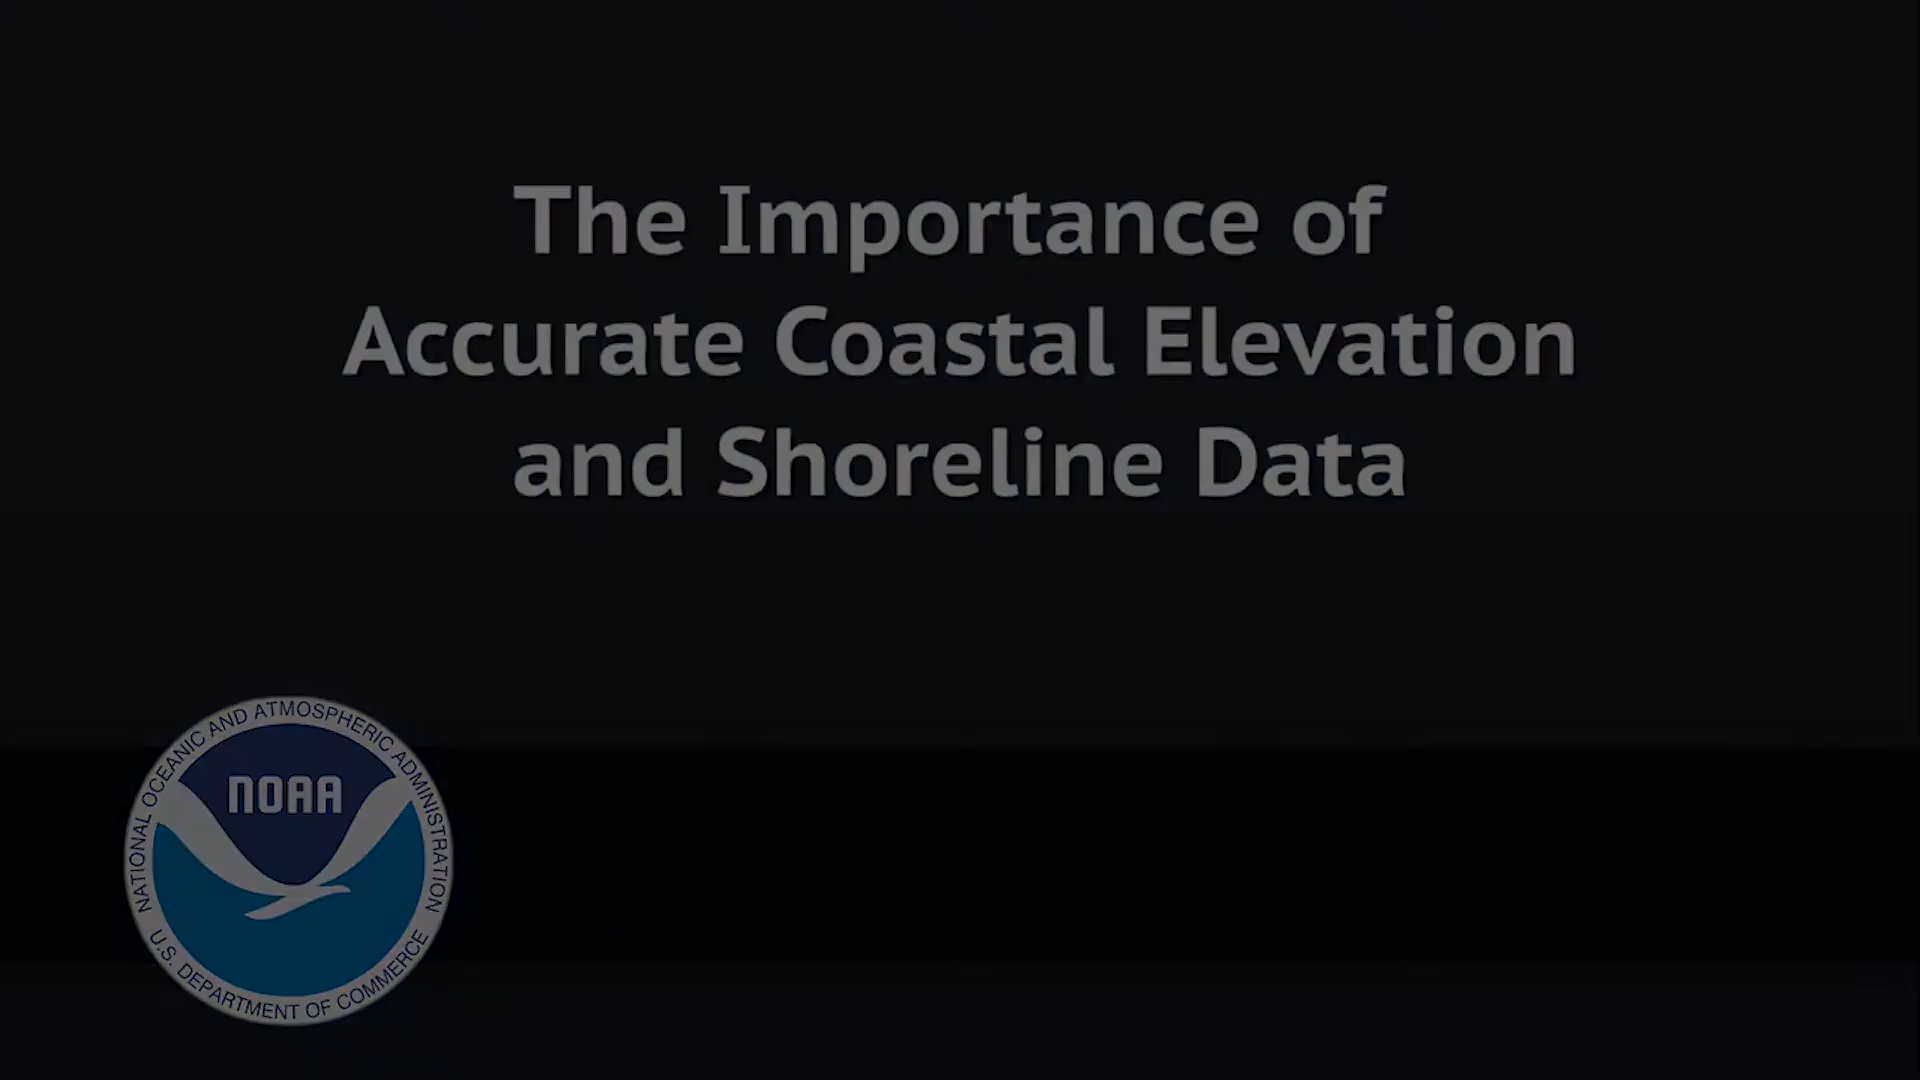 The Importance of
Accurate Coastal Elevation
and Shoreline Data
NATIONAL OCEANIC AND ATMOSPHERIC ADMINISTRATION
NOAA
U.S. DEPARTMENT OF COMMERCE